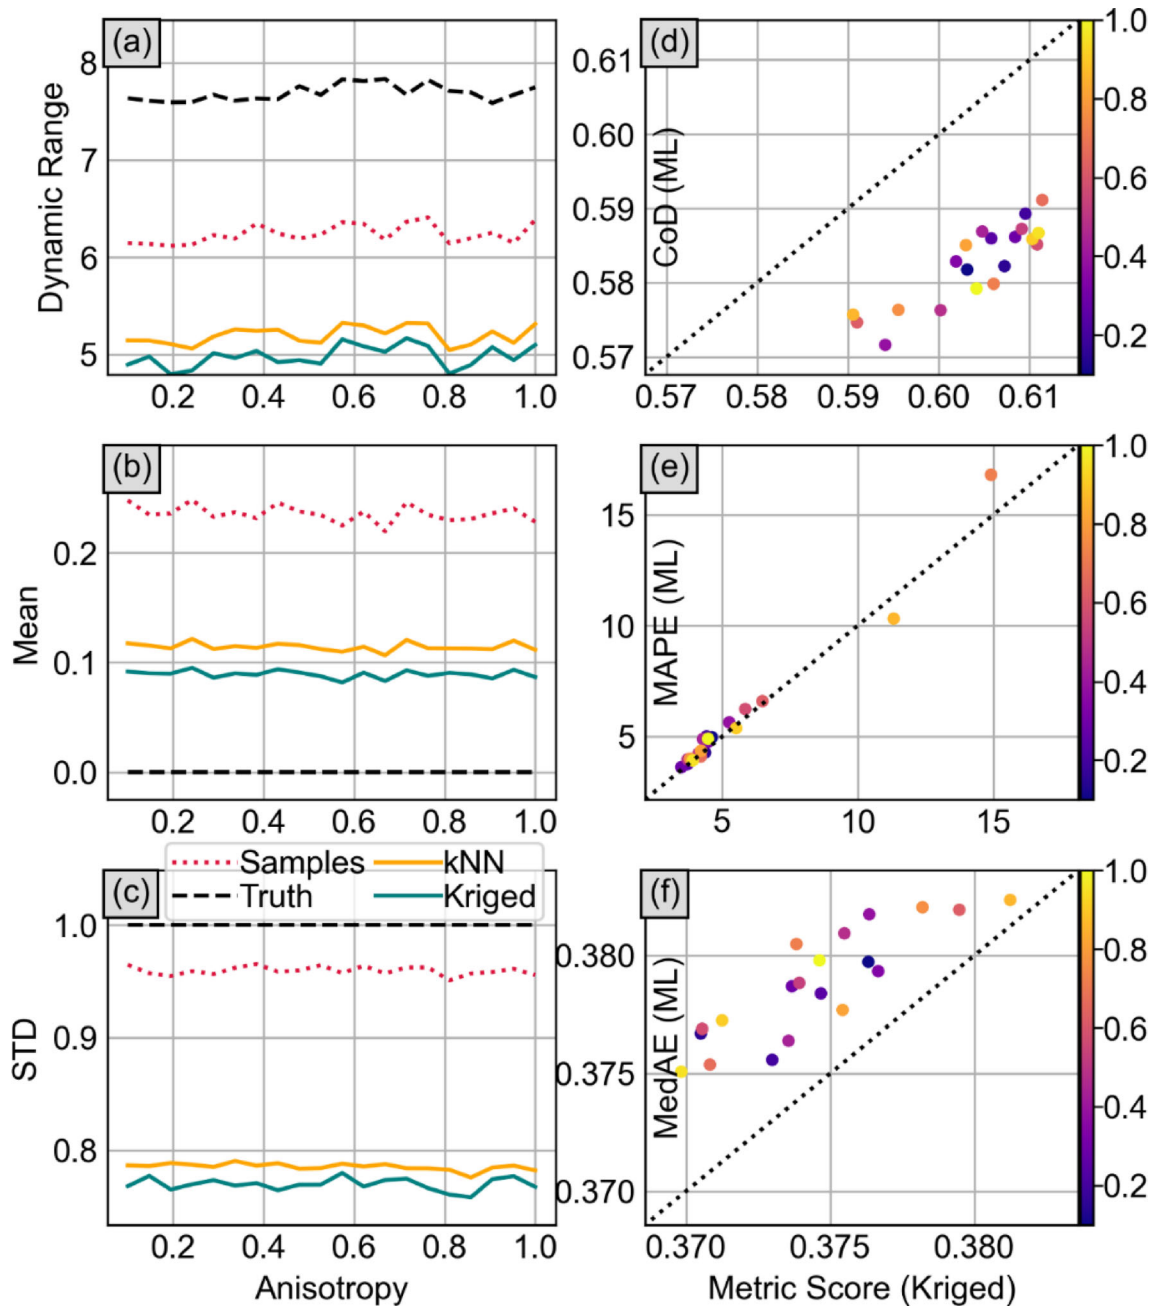 (a)
Dynamic Range
8
7
6
5
0.2 0.4 0.6 0.8 1.0
(d)
CoD (ML)
0.61
0.60
0.59
0.58
0.57
0.57 0.58 0.59 0.60 0.61
1.0
0.8
0.6
0.4
0.2
(b)
Mean
0.2
0.1
0.0
0.2 0.4 0.6 0.8 1.0
(e)
MAPE (ML)
15
10
5
5 10 15
1.0
0.8
0.6
0.4
0.2
Samples kNN
Truth Kriged
(c)
STD
1.0
0.9
0.8
0.2 0.4 0.6 0.8 1.0
Anisotropy
(f)
MedAE (ML)
0.380
0.375
0.370
0.370 0.375 0.380
Metric Score (Kriged)
1.0
0.8
0.6
0.4
0.2